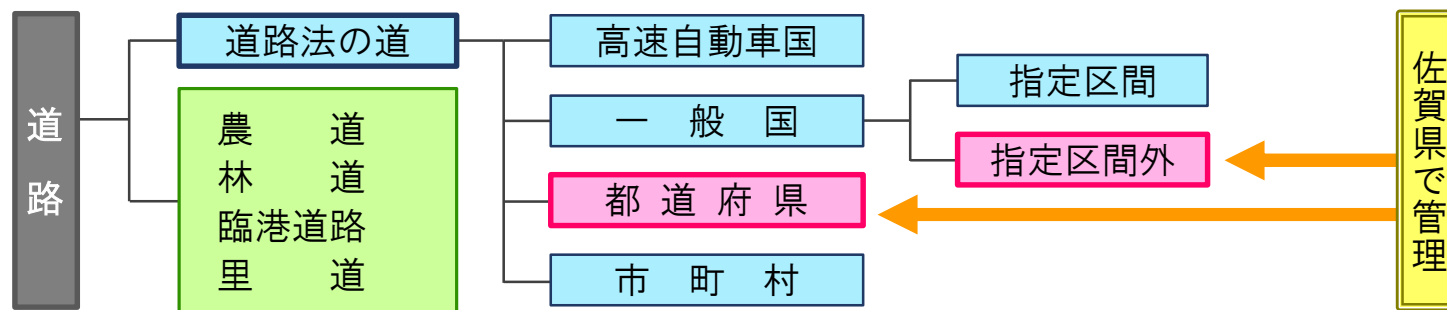 道路
道路法の道
農　　道
林　　道
臨港道路
里　　道
高速自動車国
一　般　国
都 道 府 県
市　町　村
指定区間
指定区間外
佐賀県で管理